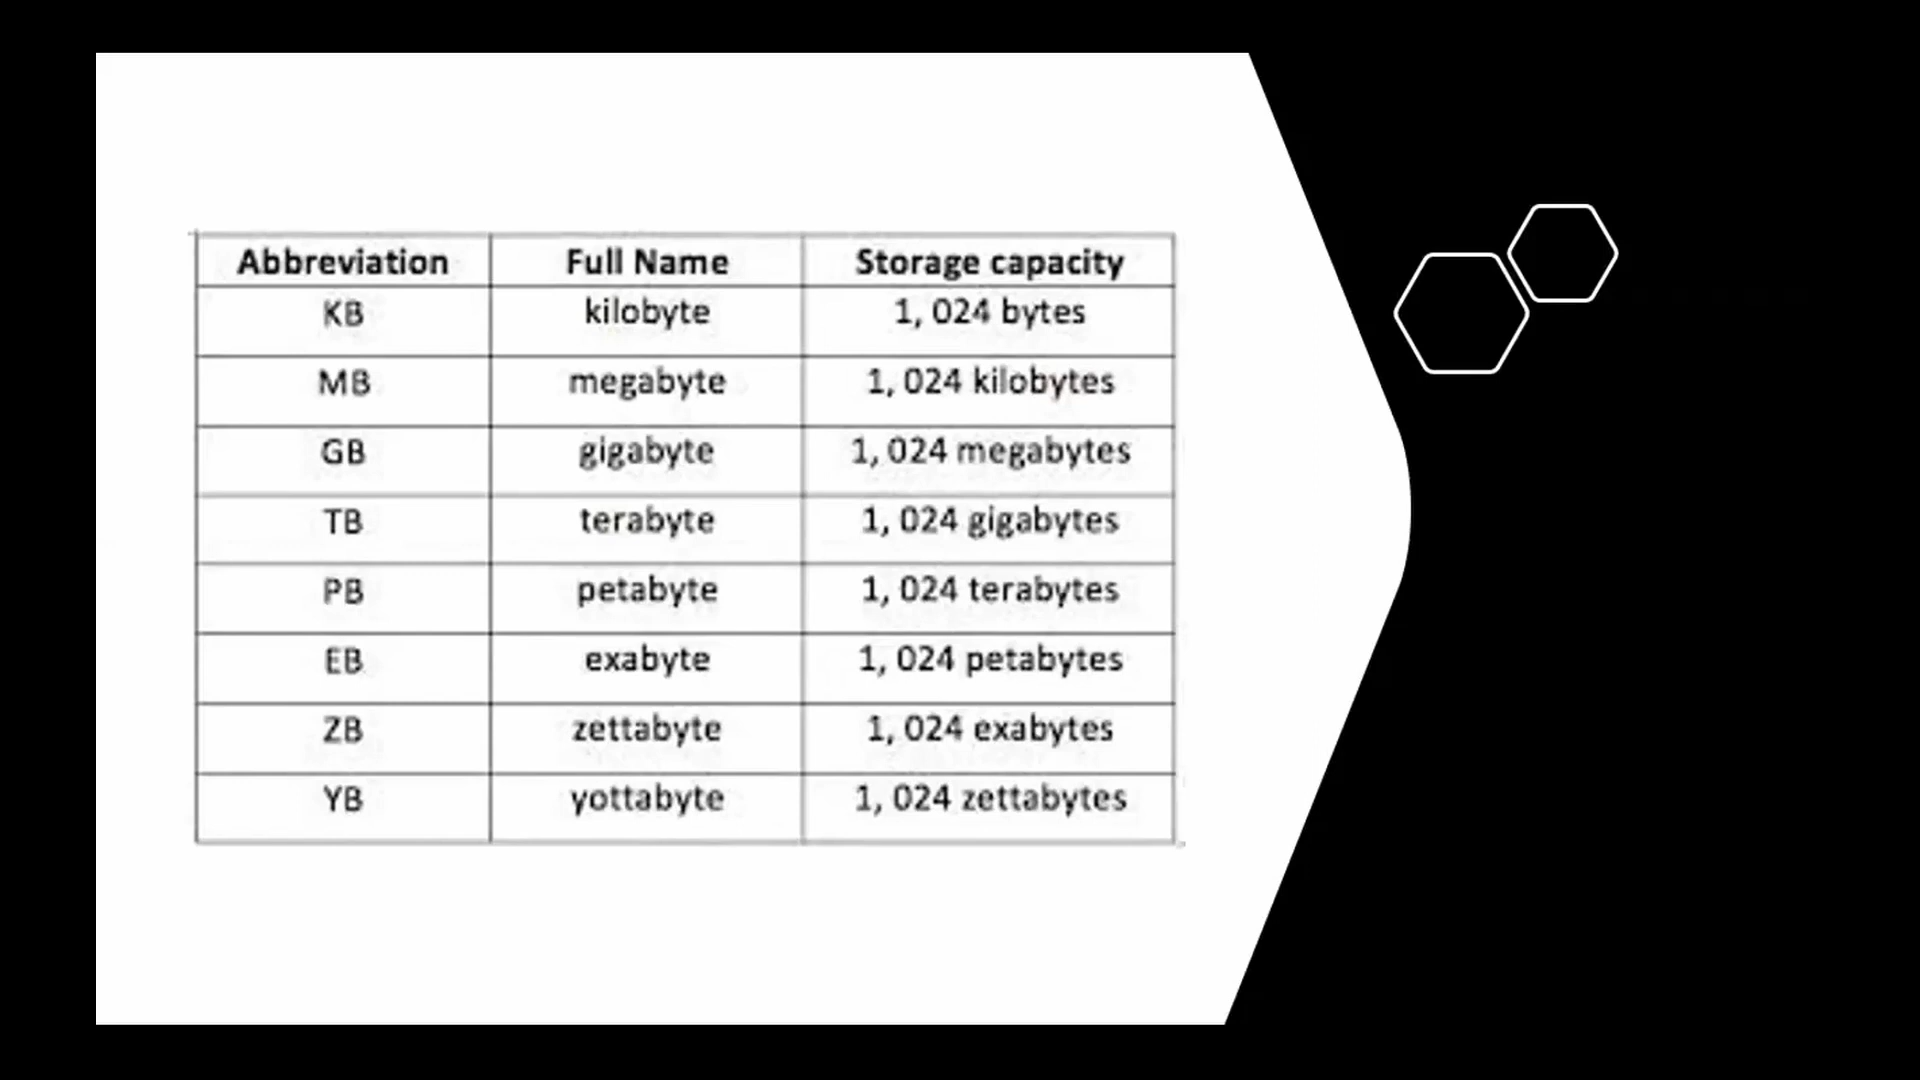 Abbreviation Full Name Storage capacity
KB kilobyte 1, 024 bytes
MB megabyte 1, 024 kilobytes
GB gigabyte 1, 024 megabytes
TB terabyte 1, 024 gigabytes
PB petabyte 1, 024 terabytes
EB exabyte 1, 024 petabytes
ZB zettabyte 1, 024 exabytes
YB yottabyte 1, 024 zettabytes